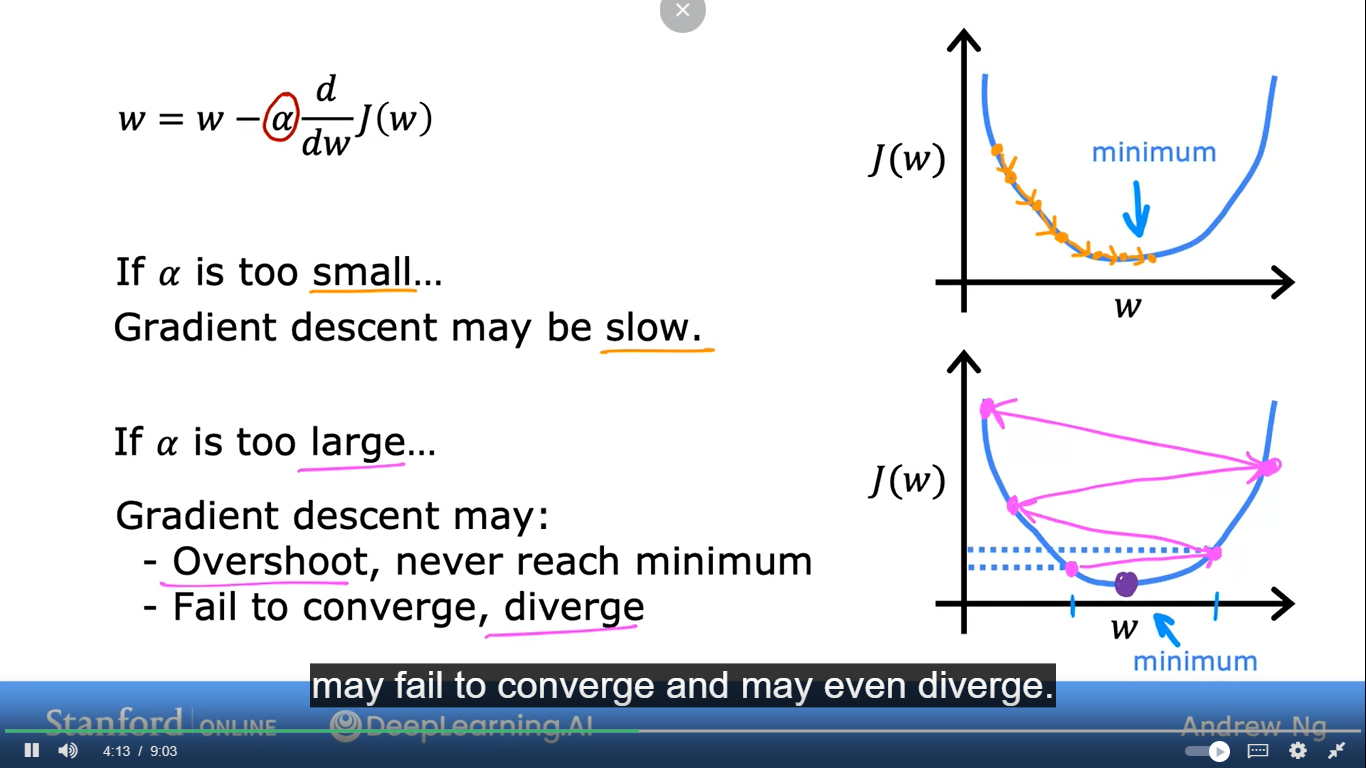 w = w − α d/dw J(w)
If α is too small...
Gradient descent may be slow.
If α is too large...
Gradient descent may:
- Overshoot, never reach minimum
- Fail to converge, diverge
J(w)
minimum
w
J(w)
w
minimum
may fail to converge and may even diverge.
Stanford ONLINE
DeepLearning.AI
Andrew Ng
4:13 / 9:03